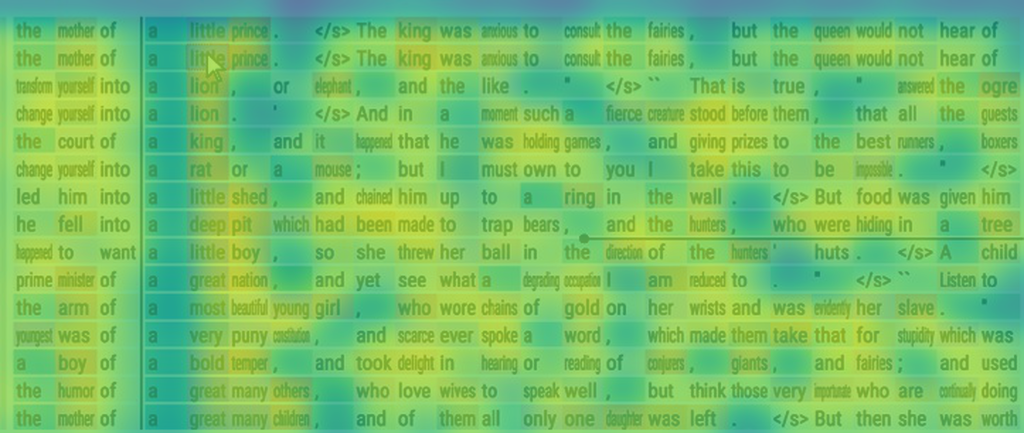 the mother of a little prince . </s> The king was anxious to consult the fairies , but the queen would not hear of
the mother of a little prince . </s> The king was anxious to consult the fairies , but the queen would not hear of
transform yourself into a lion , or elephant , and the like . " </s> `` That is true , " answered the ogre
change yourself into a lion . ' </s> And in a moment such a fierce creature stood before them , that all the guests
the court of a king , and it happened that he was holding games , and giving prizes to the best runners , boxers
change yourself into a rat or a mouse ; but I must own to you I take this to be impossible . " </s>
led him into a little shed , and chained him up to a ring in the wall . </s> But food was given him
he fell into a deep pit which had been made to trap bears , and the hunters , who were hiding in a tree
happened to want a little boy , so she threw her ball in the direction of the hunters ' huts . </s> A child
prime minister of a great nation , and yet see what a degrading occupation I am reduced to . " </s> `` Listen to
the arm of a most beautiful young girl , who wore chains of gold on her wrists and was evidently her slave . "
youngest was of a very puny constitution , and scarce ever spoke a word , which made them take that for stupidity which was
a boy of a bold temper , and took delight in hearing or reading of conjurers , giants , and fairies ; and used
the humor of a great many others , who love wives to speak well , but think those very importunate who are continually doing
the mother of a great many children , and of them all only one daughter was left . </s> But then she was worth